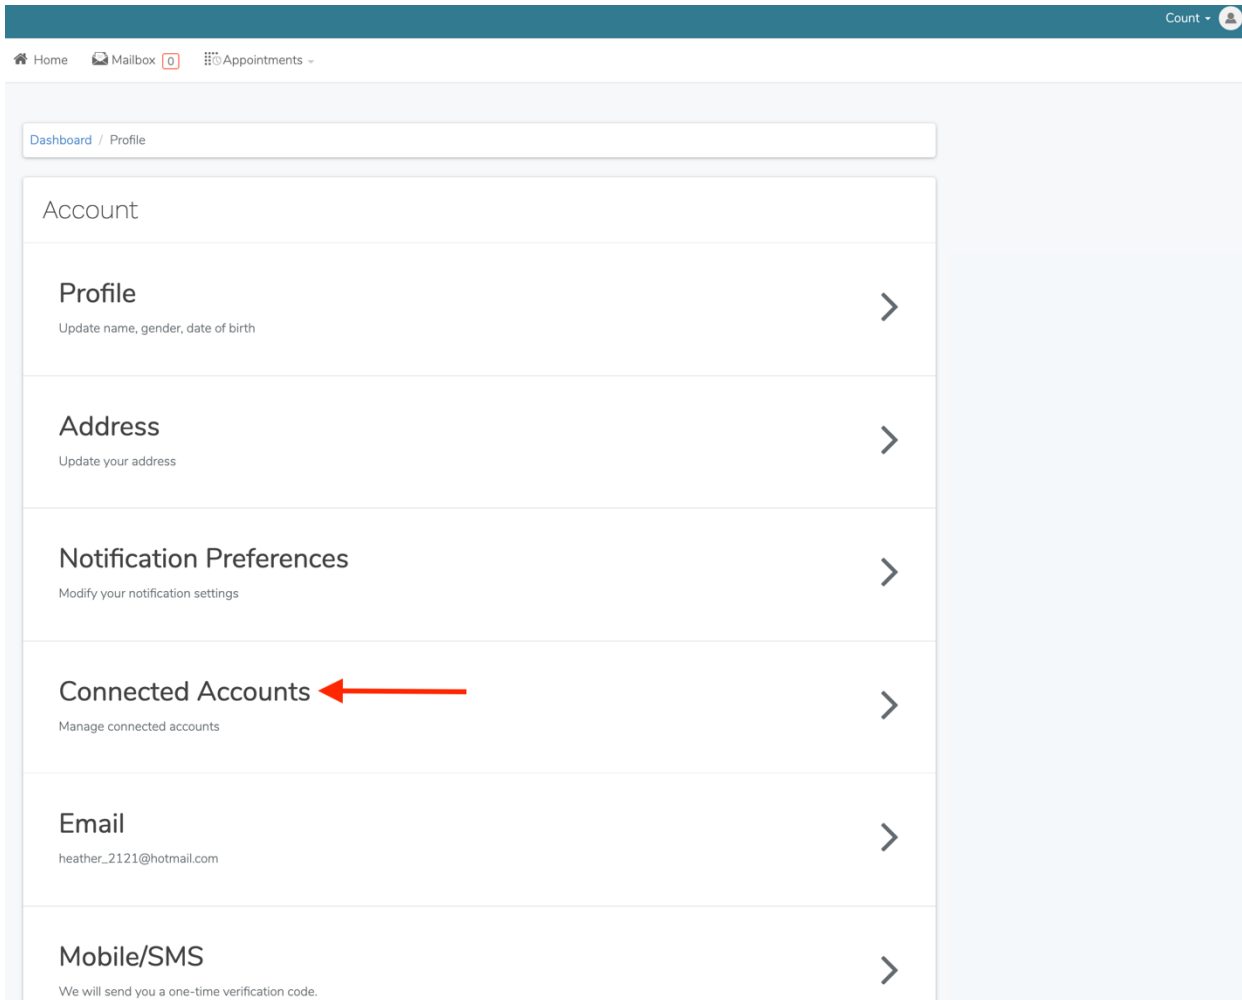 Count
Home Mailbox 0 Appointments
Dashboard / Profile
Account
Profile
Update name, gender, date of birth
Address
Update your address
Notification Preferences
Modify your notification settings
Connected Accounts
Manage connected accounts
Email
heather_2121@hotmail.com
Mobile/SMS
We will send you a one-time verification code.